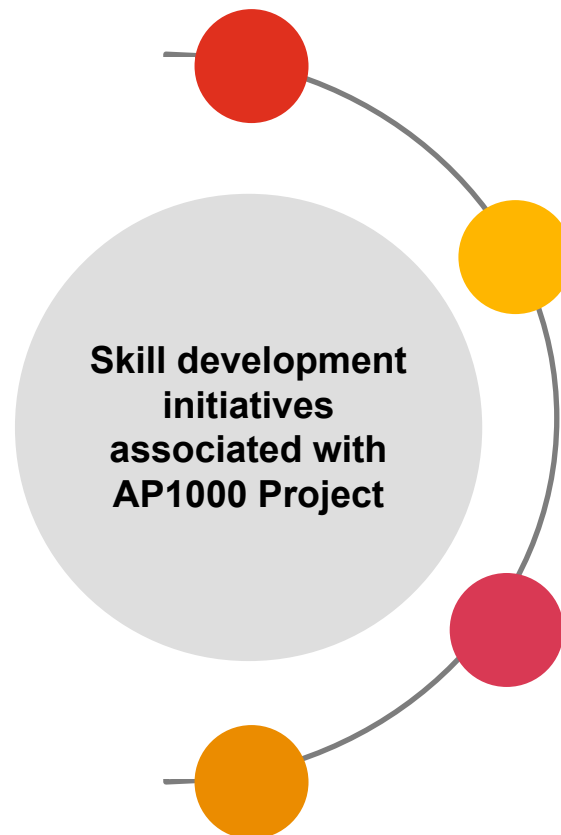 Skill development
initiatives
associated with
AP1000 Project